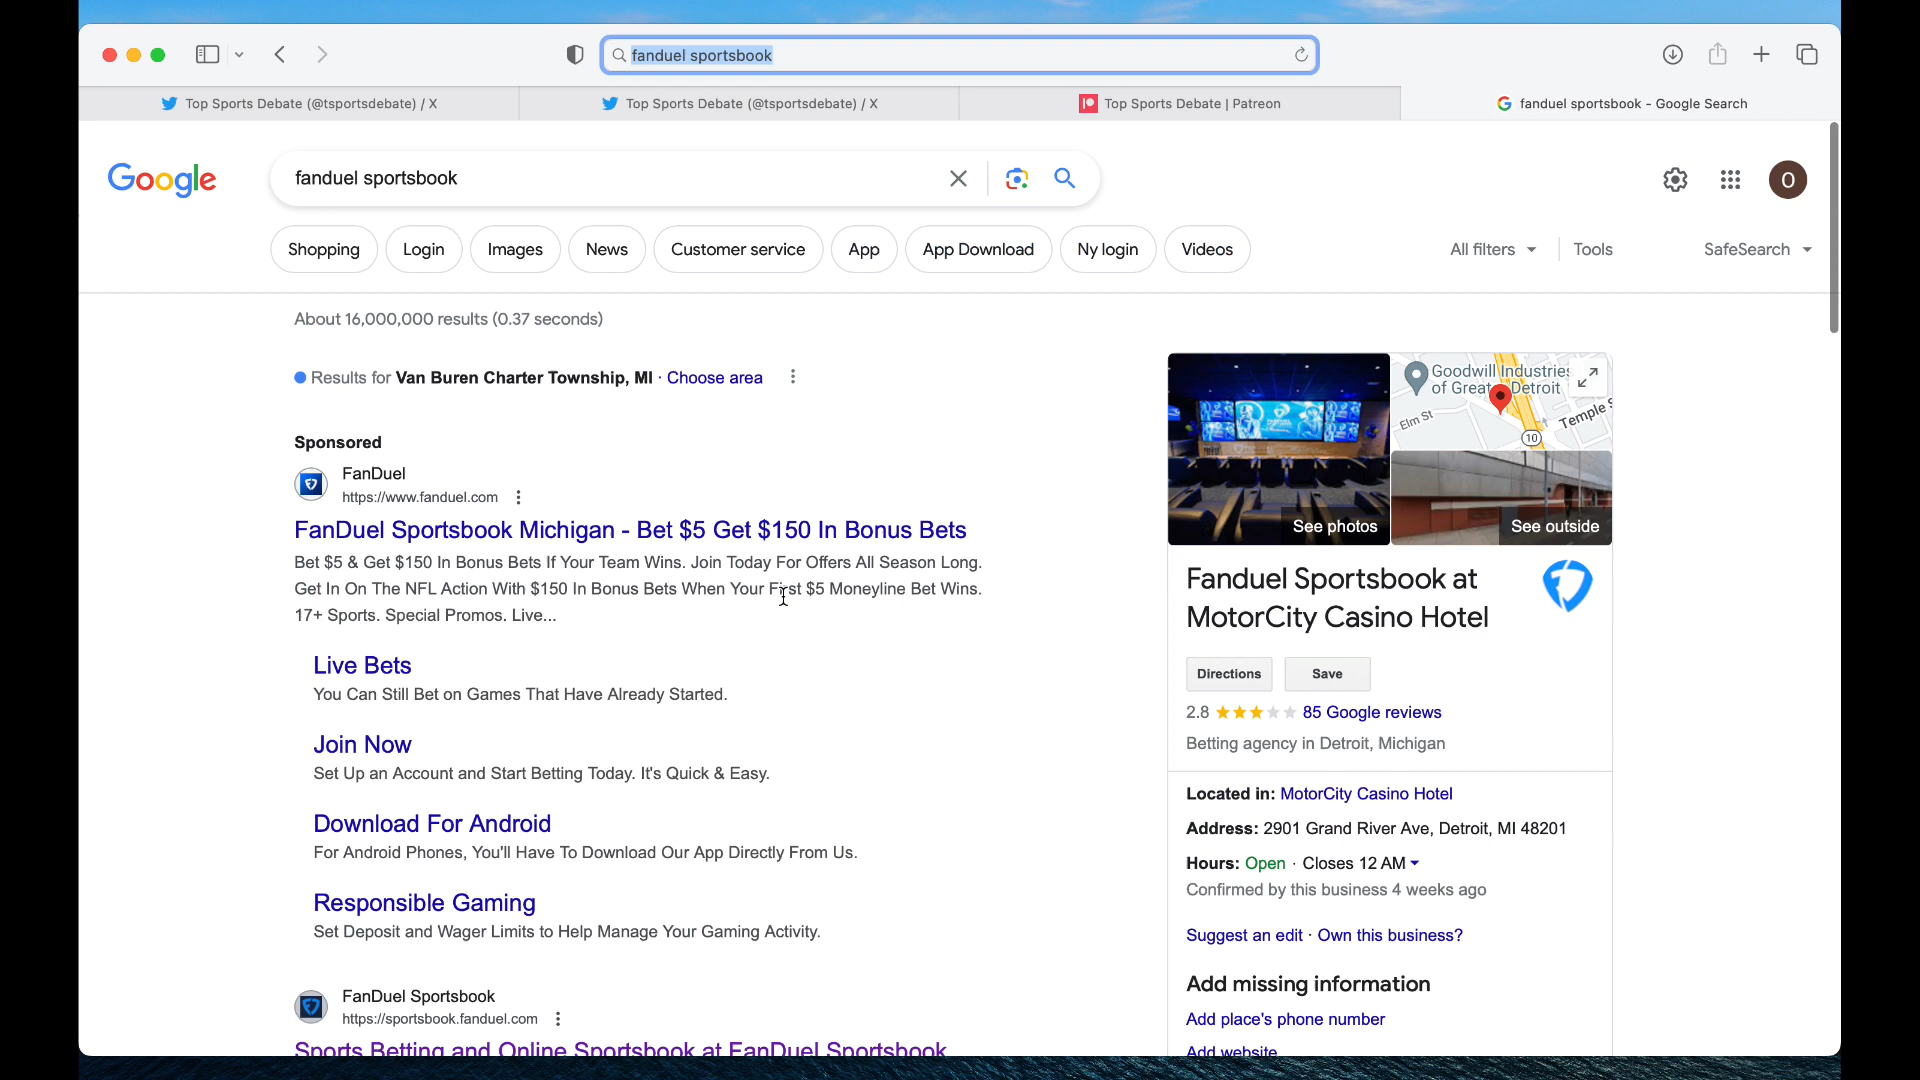 fanduel sportsbook
Top Sports Debate (@tsportsdebate) / X
Top Sports Debate (@tsportsdebate) / X
Top Sports Debate | Patreon
fanduel sportsbook - Google Search
Google
fanduel sportsbook
O
Shopping
Login
Images
News
Customer service
App
App Download
Ny login
Videos
All filters
Tools
SafeSearch
About 16,000,000 results (0.37 seconds)
Results for Van Buren Charter Township, MI · Choose area
Sponsored
FanDuel
https://www.fanduel.com
FanDuel Sportsbook Michigan - Bet $5 Get $150 In Bonus Bets
Bet $5 & Get $150 In Bonus Bets If Your Team Wins. Join Today For Offers All Season Long.
Get In On The NFL Action With $150 In Bonus Bets When Your First $5 Moneyline Bet Wins.
17+ Sports. Special Promos. Live...
Live Bets
You Can Still Bet on Games That Have Already Started.
Join Now
Set Up an Account and Start Betting Today. It's Quick & Easy.
Download For Android
For Android Phones, You'll Have To Download Our App Directly From Us.
Responsible Gaming
Set Deposit and Wager Limits to Help Manage Your Gaming Activity.
FanDuel Sportsbook
https://sportsbook.fanduel.com
Sports Betting and Online Sportsbook at FanDuel Sportsbook
See photos
Goodwill Industries
of Greater Detroit
Elm St
Temple S
10
See outside
Fanduel Sportsbook at
MotorCity Casino Hotel
Directions
Save
2.8
85 Google reviews
Betting agency in Detroit, Michigan
Located in: MotorCity Casino Hotel
Address: 2901 Grand River Ave, Detroit, MI 48201
Hours: Open · Closes 12 AM
Confirmed by this business 4 weeks ago
Suggest an edit · Own this business?
Add missing information
Add place's phone number
Add website